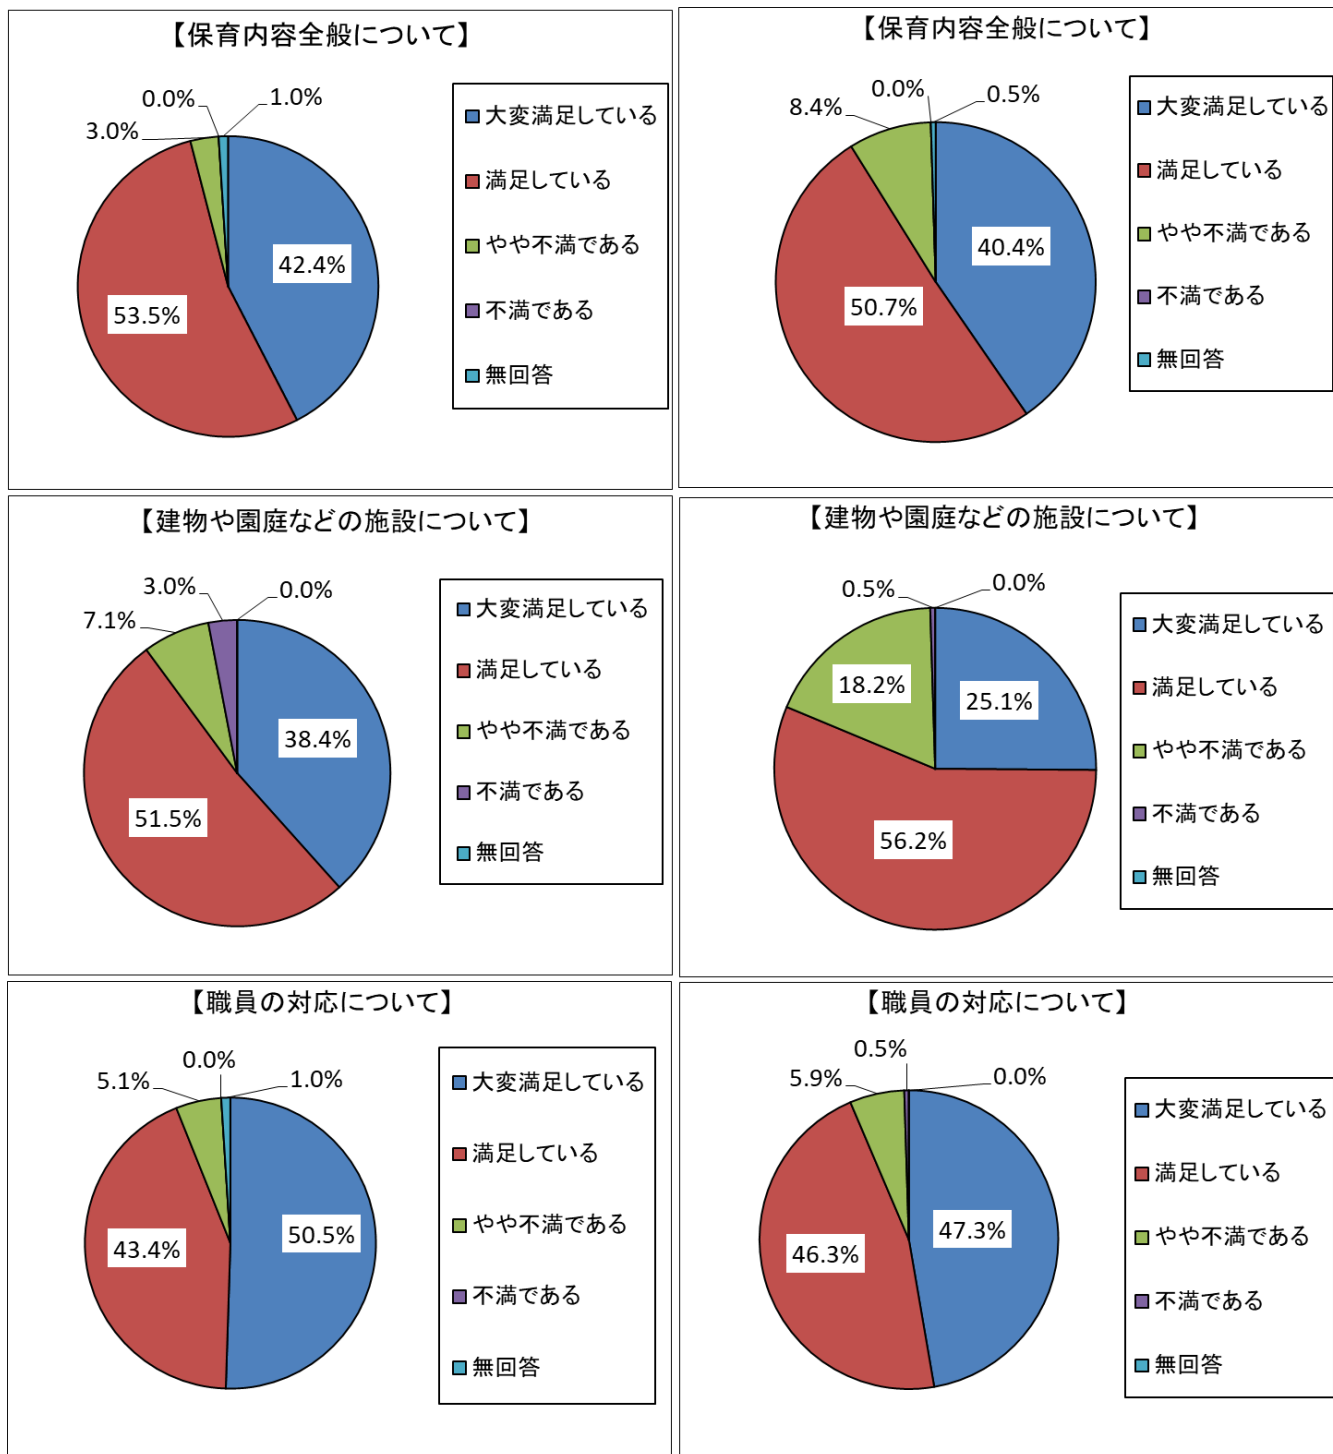 【保育内容全般について】
0.0%
1.0%
3.0%
42.4%
53.5%
大変満足している
満足している
やや不満である
不満である
無回答
【保育内容全般について】
8.4%
0.0%
0.5%
40.4%
50.7%
大変満足している
満足している
やや不満である
不満である
無回答
【建物や園庭などの施設について】
3.0%
0.0%
7.1%
38.4%
51.5%
大変満足している
満足している
やや不満である
不満である
無回答
【建物や園庭などの施設について】
0.5%
0.0%
18.2%
25.1%
56.2%
大変満足している
満足している
やや不満である
不満である
無回答
【職員の対応について】
0.0%
5.1%
1.0%
50.5%
43.4%
大変満足している
満足している
やや不満である
不満である
無回答
【職員の対応について】
0.5%
5.9%
0.0%
47.3%
46.3%
大変満足している
満足している
やや不満である
不満である
無回答